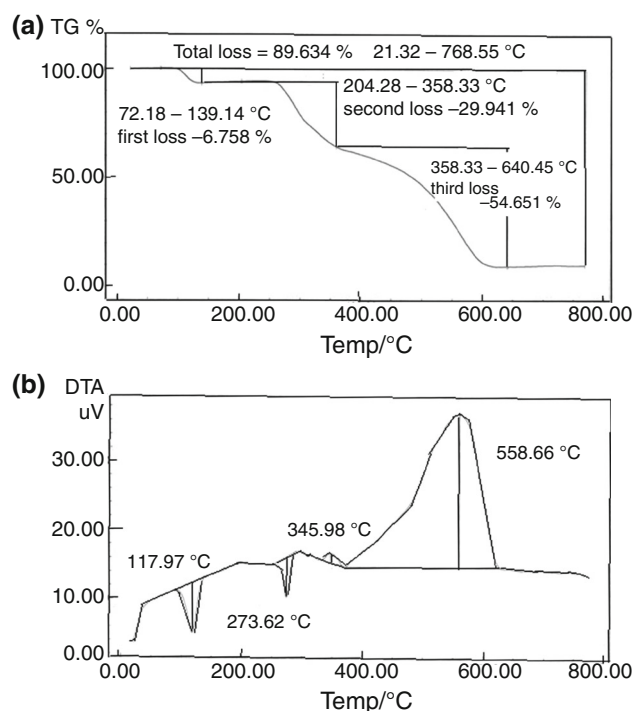 (a) TG %
Total loss = 89.634 % 21.32 – 768.55 °C
100.00
204.28 – 358.33 °C
second loss –29.941 %
72.18 – 139.14 °C
first loss –6.758 %
358.33 – 640.45 °C
third loss
–54.651 %
50.00
0.00
0.00 200.00 400.00 600.00 800.00
Temp/°C
(b) DTA
uV
30.00
558.66 °C
20.00
345.98 °C
117.97 °C
10.00
273.62 °C
0.00
0.00 200.00 400.00 600.00 800.00
Temp/°C